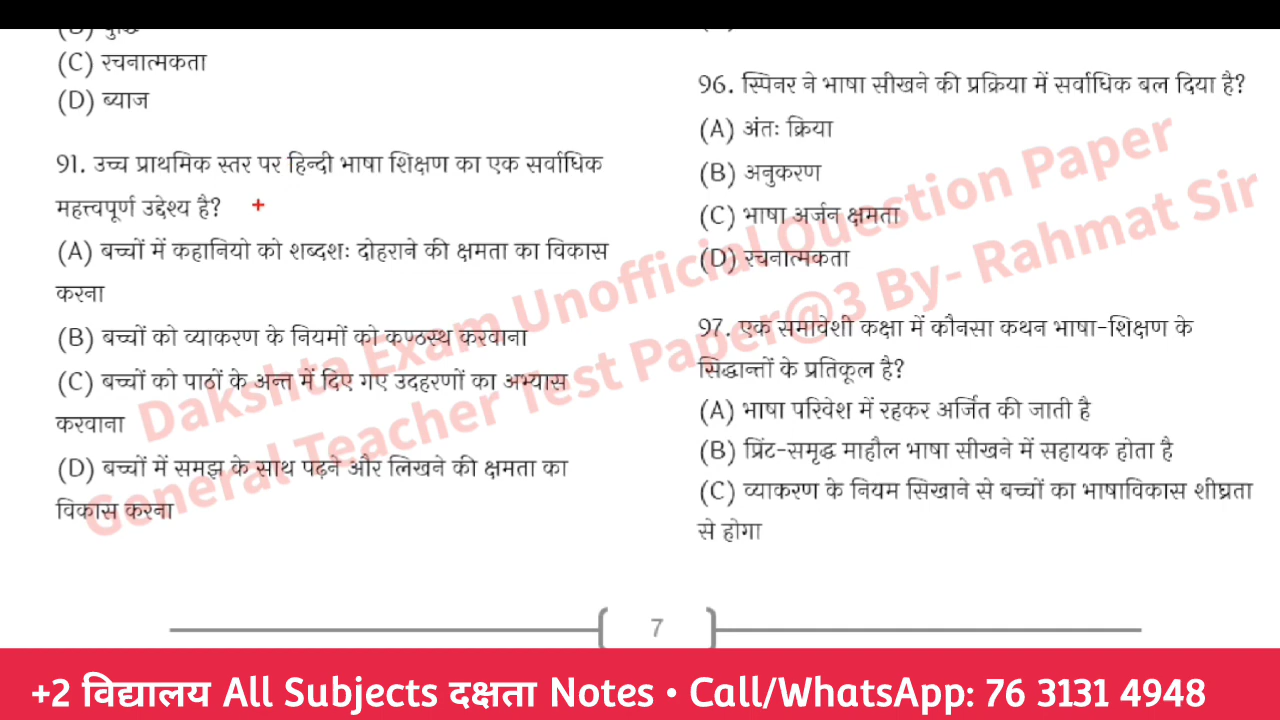 (C) रचनात्मकता
(D) ब्याज
91. उच्च प्राथमिक स्तर पर हिन्दी भाषा शिक्षण का एक सर्वाधिक
महत्त्वपूर्ण उद्देश्य है? +
(A) बच्चों में कहानियो को शब्दशः दोहराने की क्षमता का विकास
करना
(B) बच्चों को व्याकरण के नियमों को कण्ठस्थ करवाना
(C) बच्चों को पाठों के अन्त में दिए गए उदहरणों का अभ्यास
करवाना
(D) बच्चों में समझ के साथ पढ़ने और लिखने की क्षमता का
विकास करना
96. स्पिनर ने भाषा सीखने की प्रक्रिया में सर्वाधिक बल दिया है?
(A) अंतः क्रिया
(B) अनुकरण
(C) भाषा अर्जन क्षमता
(D) रचनात्मकता
97. एक समावेशी कक्षा में कौनसा कथन भाषा-शिक्षण के
सिद्धान्तों के प्रतिकूल है?
(A) भाषा परिवेश में रहकर अर्जित की जाती है
(B) प्रिंट-समृद्ध माहौल भाषा सीखने में सहायक होता है
(C) व्याकरण के नियम सिखाने से बच्चों का भाषाविकास शीघ्रता
से होगा
Dakshta Exam Unofficial Question Paper
General Teacher Test Paper@3 By- Rahmat Sir
7
+2 विद्यालय All Subjects दक्षता Notes • Call/WhatsApp: 76 3131 4948